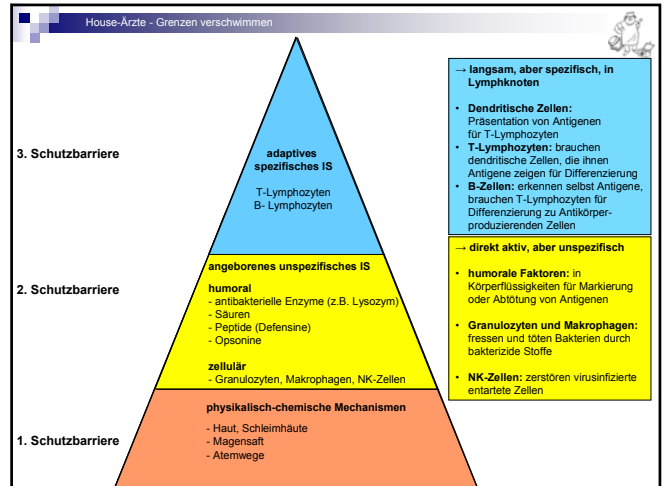 House-Ärzte - Grenzen verschwimmen
3. Schutzbarriere
adaptives
spezifisches IS
T-Lymphozyten
B- Lymphozyten
→ langsam, aber spezifisch, in
Lymphknoten
• Dendritische Zellen:
Präsentation von Antigenen
für T-Lymphozyten
• T-Lymphozyten: brauchen
dendritische Zellen, die ihnen
Antigene zeigen für Differenzierung
• B-Zellen: erkennen selbst Antigene,
brauchen T-Lymphozyten für
Differenzierung zu Antikörper-
produzierenden Zellen
2. Schutzbarriere
angeborenes unspezifisches IS
humoral
- antibakterielle Enzyme (z.B. Lysozym)
- Säuren
- Peptide (Defensine)
- Opsonine
zellulär
- Granulozyten, Makrophagen, NK-Zellen
→ direkt aktiv, aber unspezifisch
• humorale Faktoren: in
Körperflüssigkeiten für Markierung
oder Abtötung von Antigenen
• Granulozyten und Makrophagen:
fressen und töten Bakterien durch
bakterizide Stoffe
• NK-Zellen: zerstören virusinfizierte
entartete Zellen
1. Schutzbarriere
physikalisch-chemische Mechanismen
- Haut, Schleimhäute
- Magensaft
- Atemwege